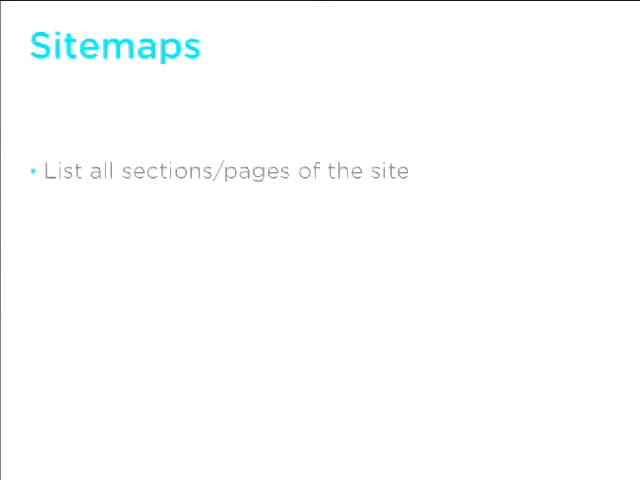 Sitemaps
• List all sections/pages of the site